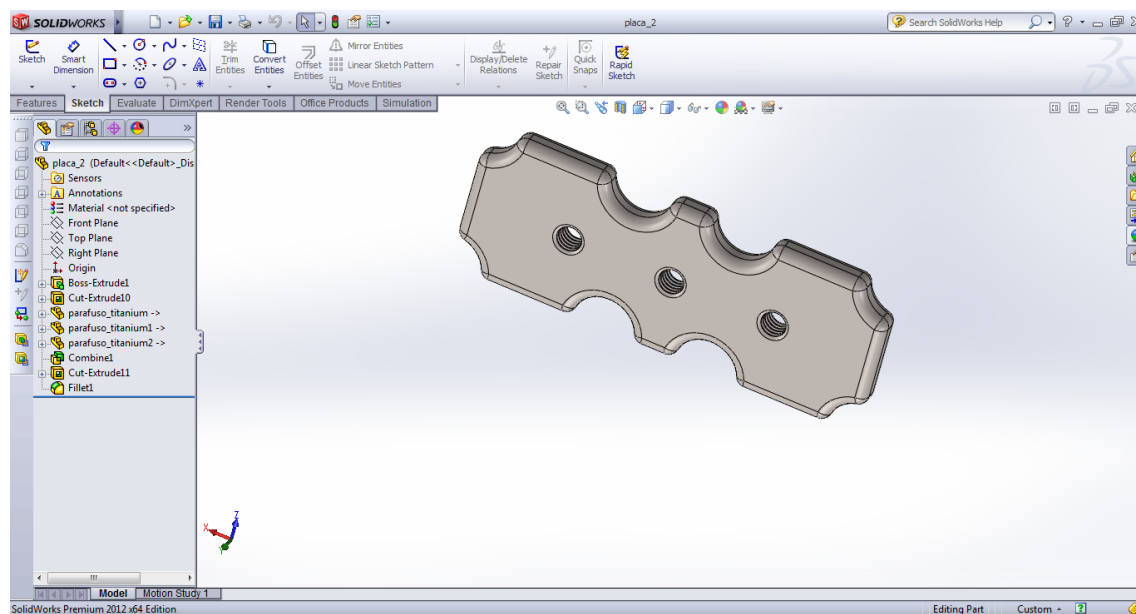 SW SOLIDWORKS placa_2 Search SolidWorks Help
Sketch Smart Dimension Trim Entities Convert Entities Offset Entities Mirror Entities Linear Sketch Pattern Move Entities Display/Delete Relations Repair Sketch Quick Snaps Rapid Sketch
Features Sketch Evaluate DimXpert Render Tools Office Products Simulation
placa_2 (Default<<Default>_Dis
Sensors
Annotations
Material <not specified>
Front Plane
Top Plane
Right Plane
Origin
Boss-Extrude1
Cut-Extrude10
parafuso_titanium ->
parafuso_titanium1 ->
parafuso_titanium2 ->
Combine1
Cut-Extrude11
Fillet1
Z
X
Y
Model Motion Study 1
SolidWorks Premium 2012 x64 Edition Editing Part Custom